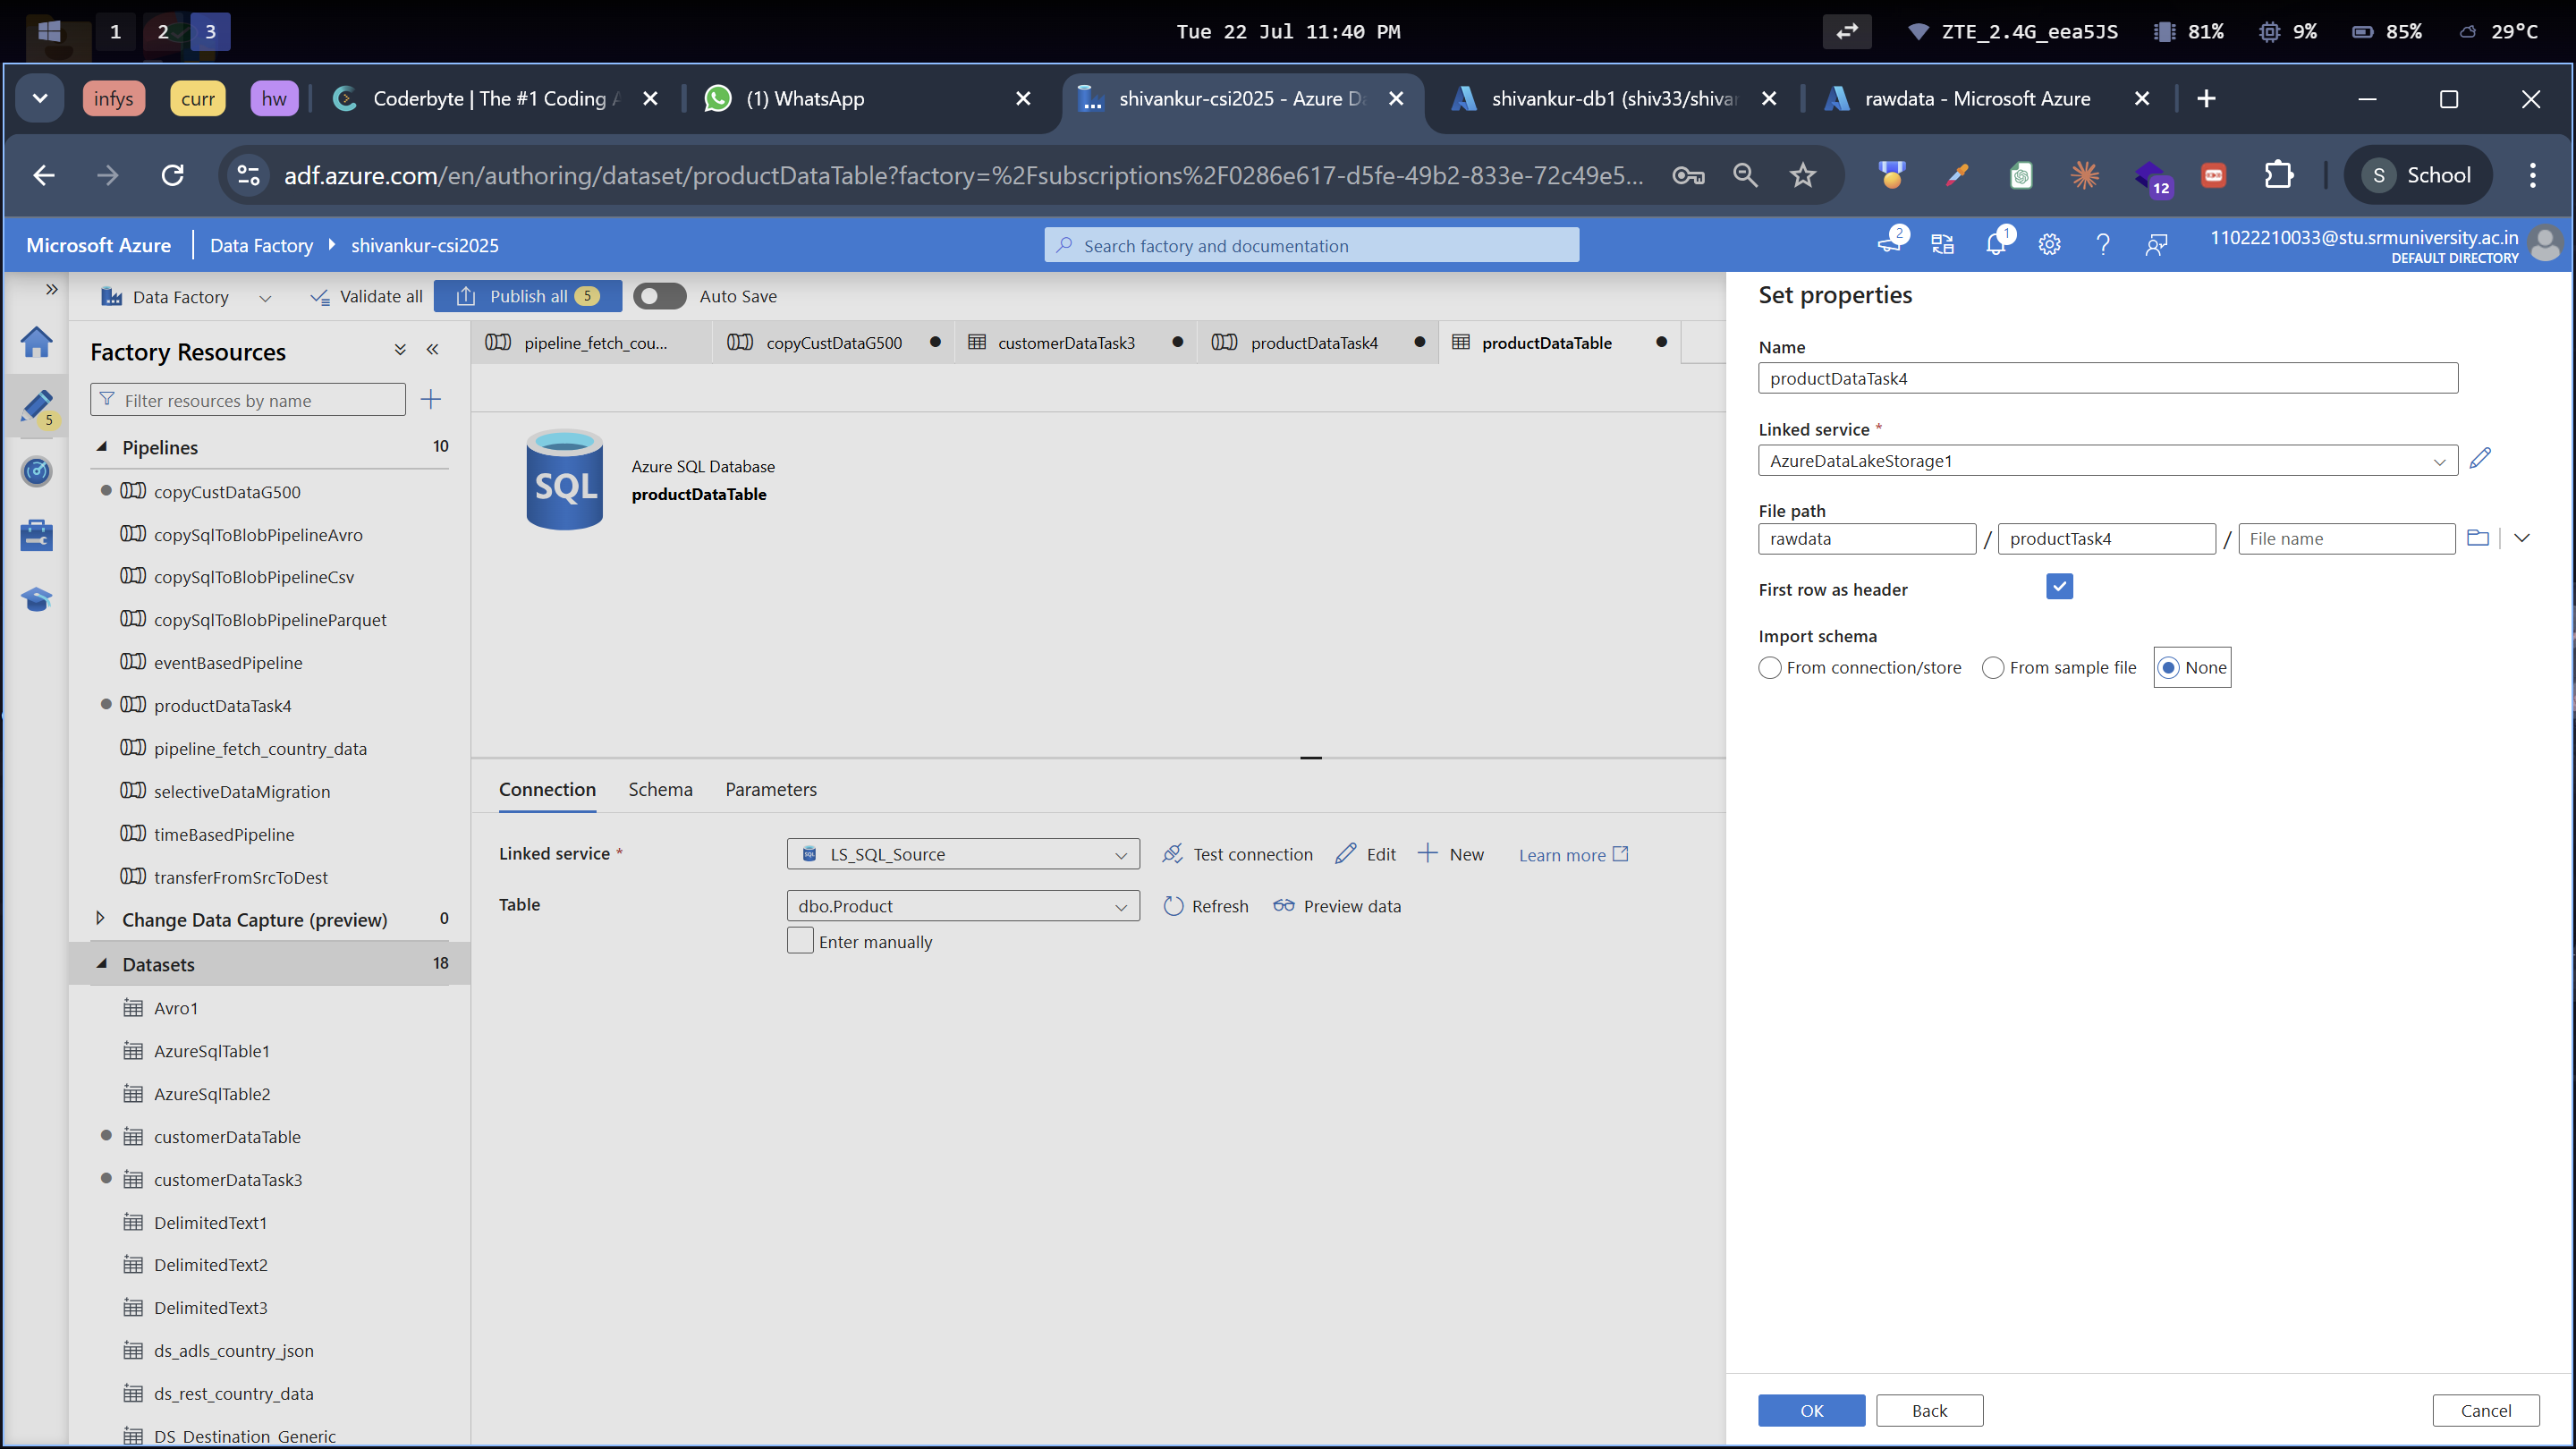 1 2 3
Tue 22 Jul 11:40 PM
ZTE_2.4G_eea5JS 81% 9% 85% 29°C
infys curr hw Coderbyte | The #1 Coding (1) WhatsApp shivankur-csi2025 - Azure Da shivankur-db1 (shiv33/shivan rawdata - Microsoft Azure
adf.azure.com/en/authoring/dataset/productDataTable?factory=%2Fsubscriptions%2F0286e617-d5fe-49b2-833e-72c49e5... 12 S School
Microsoft Azure Data Factory shivankur-csi2025 Search factory and documentation 2 1 11022210033@stu.srmuniversity.ac.in
DEFAULT DIRECTORY
Data Factory Validate all Publish all 5 Auto Save
5
Factory Resources
Filter resources by name
Pipelines 10
copyCustDataG500
copySqlToBlobPipelineAvro
copySqlToBlobPipelineCsv
copySqlToBlobPipelineParquet
eventBasedPipeline
productDataTask4
pipeline_fetch_country_data
selectiveDataMigration
timeBasedPipeline
transferFromSrcToDest
Change Data Capture (preview) 0
Datasets 18
Avro1
AzureSqlTable1
AzureSqlTable2
customerDataTable
customerDataTask3
DelimitedText1
DelimitedText2
DelimitedText3
ds_adls_country_json
ds_rest_country_data
DS_Destination_Generic
pipeline_fetch_cou... copyCustDataG500 customerDataTask3 productDataTask4 productDataTable
SQL
Azure SQL Database
productDataTable
Connection Schema Parameters
Linked service * LS_SQL_Source Test connection Edit New Learn more
Table dbo.Product Refresh Preview data
Enter manually
Set properties
Name
productDataTask4
Linked service *
AzureDataLakeStorage1
File path
rawdata / productTask4 / File name
First row as header
Import schema
From connection/store From sample file None
OK Back Cancel